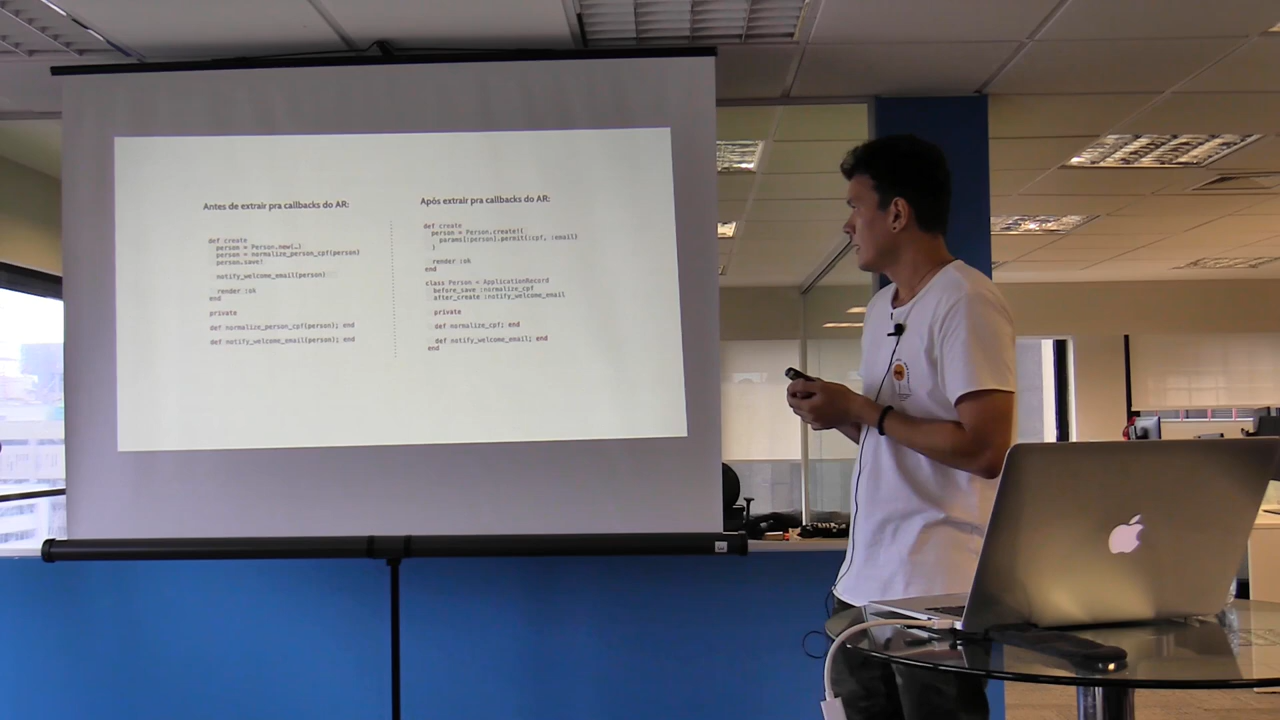 Antes de extrair pra callbacks do AR:
def create
person = Person.new(…)
person = normalize_person_cpf(person)
person.save!
notify_welcome_email(person)
render :ok
end
private
def normalize_person_cpf(person); end
def notify_welcome_email(person); end
Após extrair pra callbacks do AR:
def create
person = Person.create!(
params[:person].permit(:cpf, :email)
)
render :ok
end
class Person < ApplicationRecord
before_save :normalize_cpf
after_create :notify_welcome_email
private
def normalize_cpf; end
def notify_welcome_email; end
end